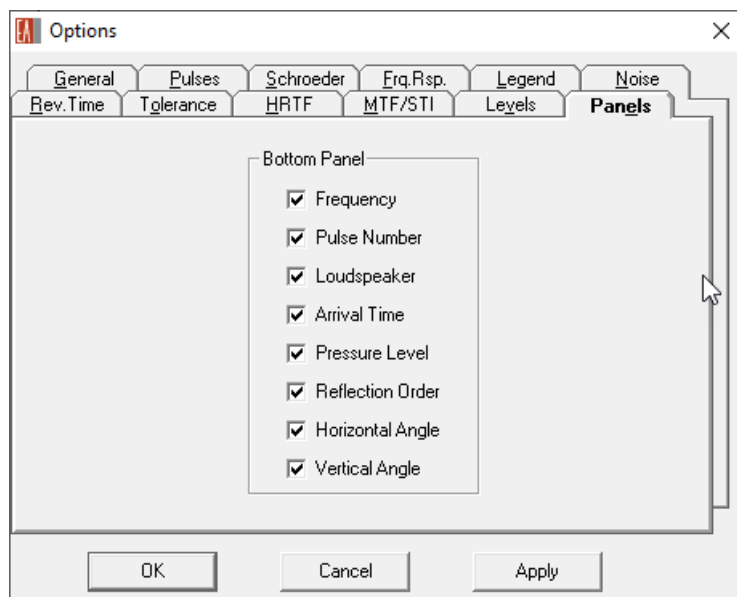 EA Options
General Pulses Schroeder Frq.Rsp. Legend Noise
Rev.Time Tolerance HRTF MTF/STI Levels Panels
Bottom Panel
Frequency
Pulse Number
Loudspeaker
Arrival Time
Pressure Level
Reflection Order
Horizontal Angle
Vertical Angle
OK Cancel Apply